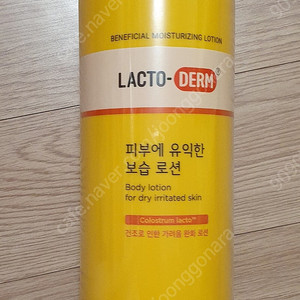 BENEFICIAL MOISTURIZING LOTION
LACTO-DERM
피부에 유익한
보습 로션
Body lotion
for dry irritated skin
Colostrum lacto™
건조로 인한 가려움 완화 로션